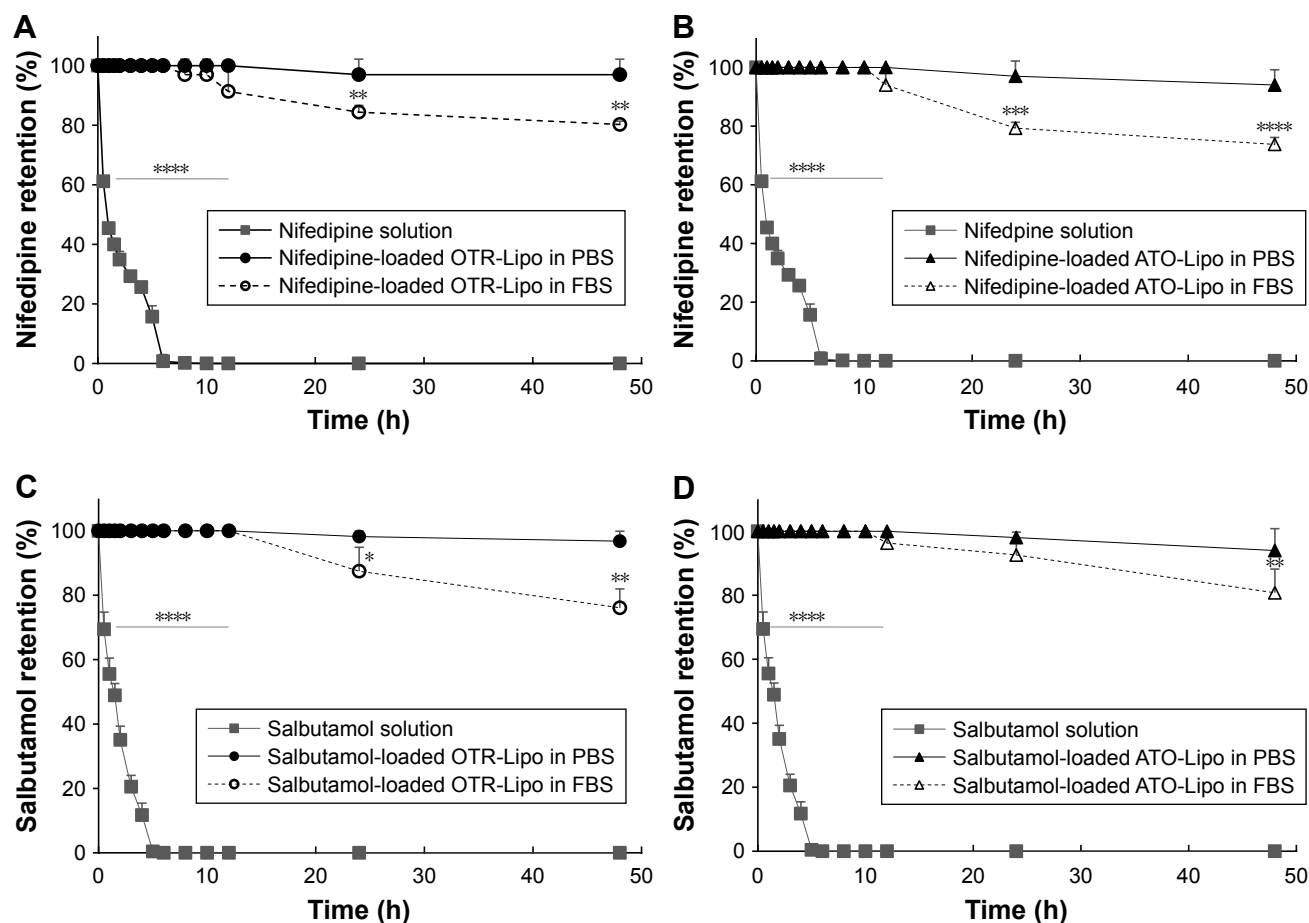 A
Nifedipine retention (%)
100
80
60
40
20
0
**
**
****
Nifedipine solution
Nifedipine-loaded OTR-Lipo in PBS
Nifedipine-loaded OTR-Lipo in FBS
0 10 20 30 40 50
Time (h)
B
Nifedipine retention (%)
100
80
60
40
20
0
***
****
****
Nifedpine solution
Nifedipine-loaded ATO-Lipo in PBS
Nifedipine-loaded ATO-Lipo in FBS
0 10 20 30 40 50
Time (h)
C
Salbutamol retention (%)
100
80
60
40
20
0
*
**
****
Salbutamol solution
Salbutamol-loaded OTR-Lipo in PBS
Salbutamol-loaded OTR-Lipo in FBS
0 10 20 30 40 50
Time (h)
D
Salbutamol retention (%)
100
80
60
40
20
0
**
****
Salbutamol solution
Salbutamol-loaded ATO-Lipo in PBS
Salbutamol-loaded ATO-Lipo in FBS
0 10 20 30 40 50
Time (h)